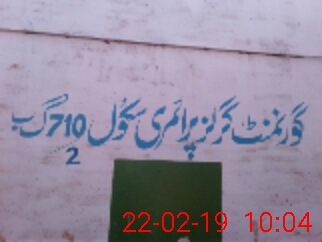 گورنمنٹ گرلز پرائمری سکول 710 گ ب
2
22-02-19 10:04